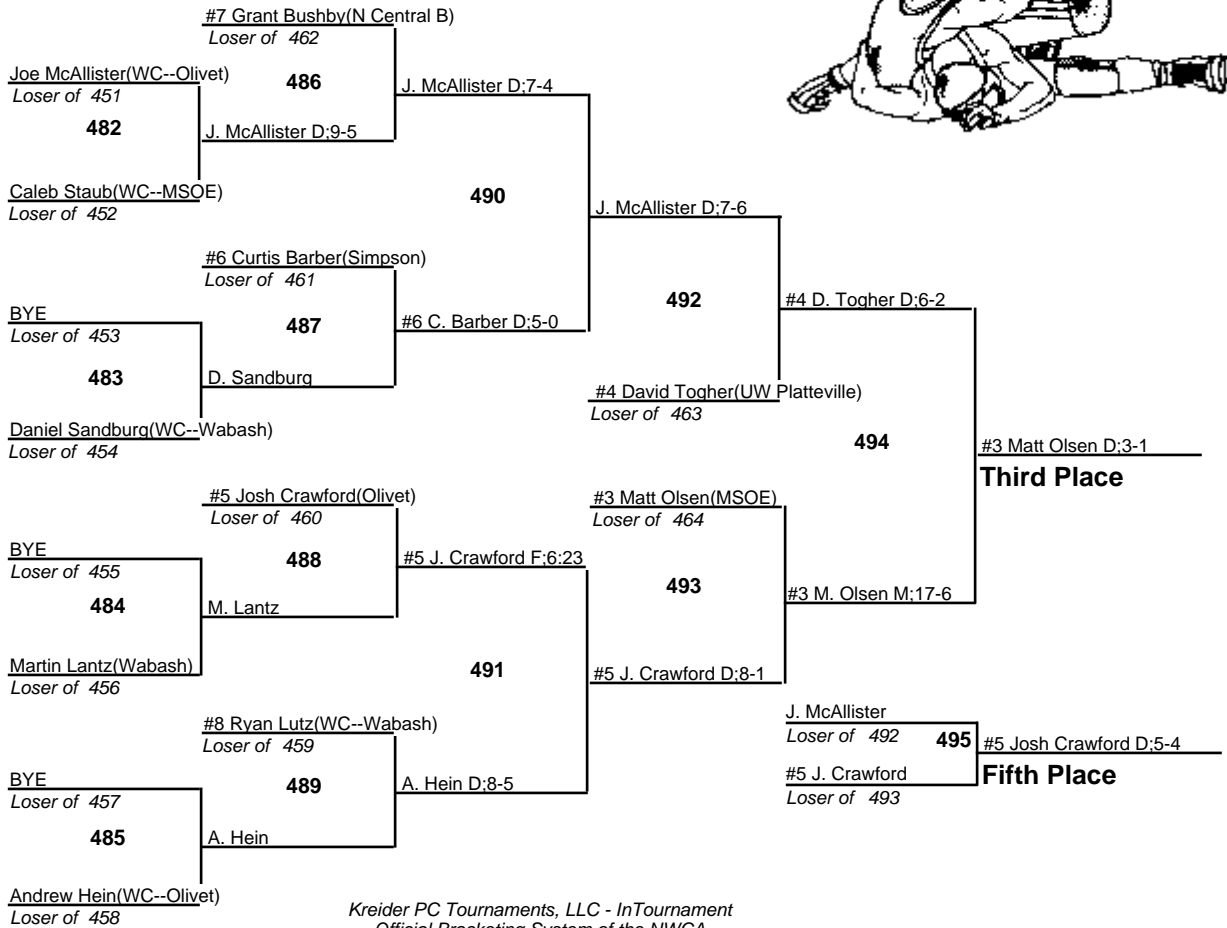 #7 Grant Bushby(N Central B)
Loser of 462
Joe McAllister(WC--Olivet)
Loser of 451
486
J. McAllister D;7-4
482
J. McAllister D;9-5
Caleb Staub(WC--MSOE)
Loser of 452
490
J. McAllister D;7-6
#6 Curtis Barber(Simpson)
Loser of 461
BYE
Loser of 453
487
#6 C. Barber D;5-0
492
#4 D. Togher D;6-2
483
D. Sandburg
#4 David Togher(UW Platteville)
Loser of 463
Daniel Sandburg(WC--Wabash)
Loser of 454
494
#3 Matt Olsen D;3-1
Third Place
#5 Josh Crawford(Olivet)
Loser of 460
#3 Matt Olsen(MSOE)
Loser of 464
BYE
Loser of 455
488
#5 J. Crawford F;6:23
493
#3 M. Olsen M;17-6
484
M. Lantz
Martin Lantz(Wabash)
Loser of 456
491
#5 J. Crawford D;8-1
#8 Ryan Lutz(WC--Wabash)
Loser of 459
J. McAllister
Loser of 492
495
#5 Josh Crawford D;5-4
Fifth Place
#5 J. Crawford
Loser of 493
BYE
Loser of 457
489
A. Hein D;8-5
485
A. Hein
Andrew Hein(WC--Olivet)
Loser of 458
Kreider PC Tournaments, LLC - InTournament
Official Bracketing System of the NWCA